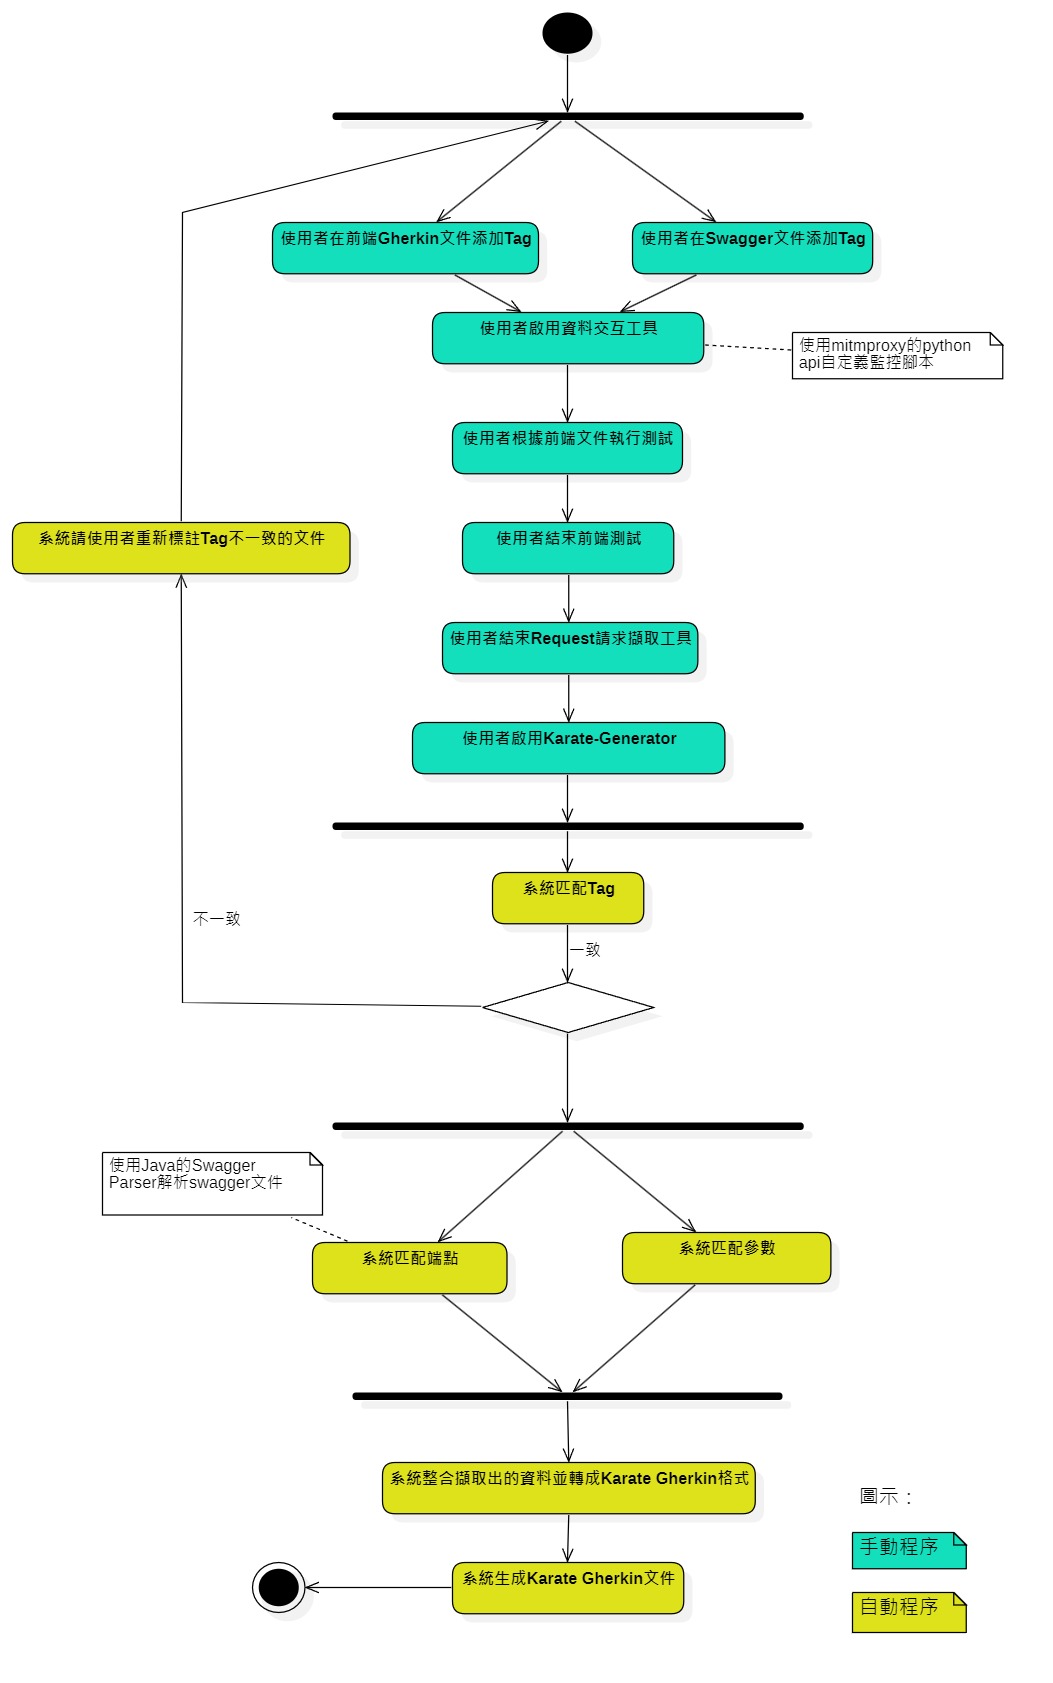 使用者在前端Gherkin文件添加Tag
使用者在Swagger文件添加Tag
使用者啟用資料交互工具
使用mitmproxy的python
api自定義監控腳本
使用者根據前端文件執行測試
系統請使用者重新標註Tag不一致的文件
使用者結束前端測試
使用者結束Request請求擷取工具
使用者啟用Karate-Generator
系統匹配Tag
不一致
一致
使用Java的Swagger
Parser解析swagger文件
系統匹配端點
系統匹配參數
系統整合擷取出的資料並轉成Karate Gherkin格式
系統生成Karate Gherkin文件
圖示：
手動程序
自動程序